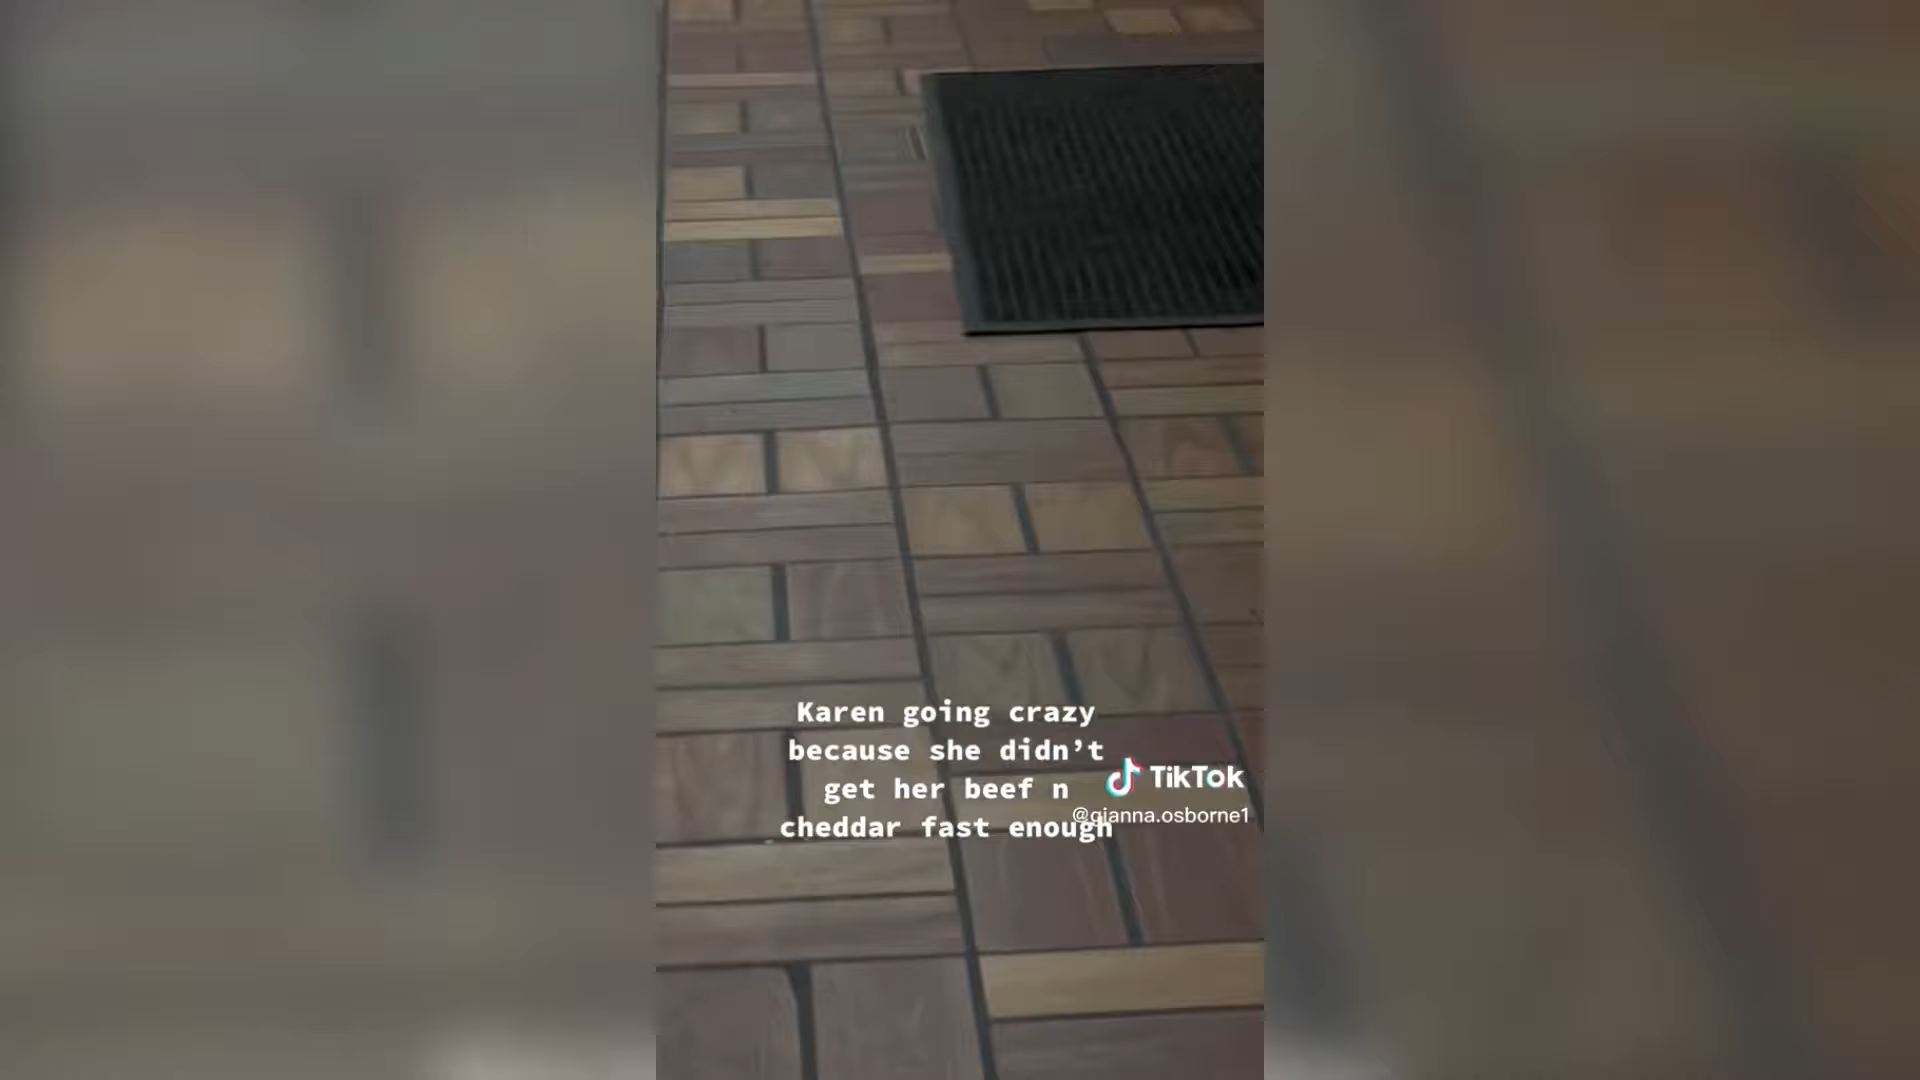 Karen going crazy
because she didn’t
get her beef n
cheddar fast enough
TikTok
@gianna.osborne1